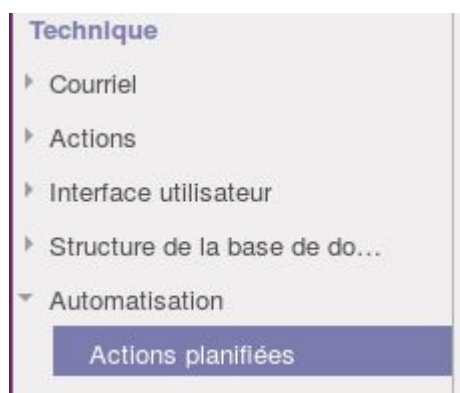 Technique
Courriel
Actions
Interface utilisateur
Structure de la base de do...
Automatisation
Actions planifiées